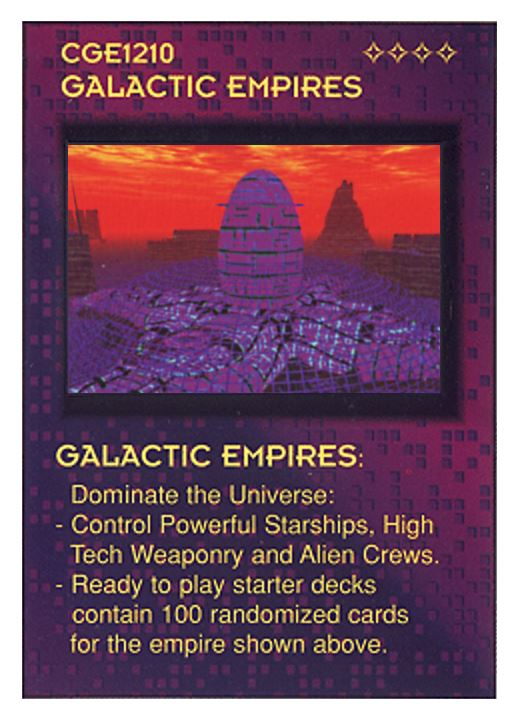 CGE1210
GALACTIC EMPIRES
GALACTIC EMPIRES:
Dominate the Universe:
- Control Powerful Starships, High
Tech Weaponry and Alien Crews.
- Ready to play starter decks
contain 100 randomized cards
for the empire shown above.